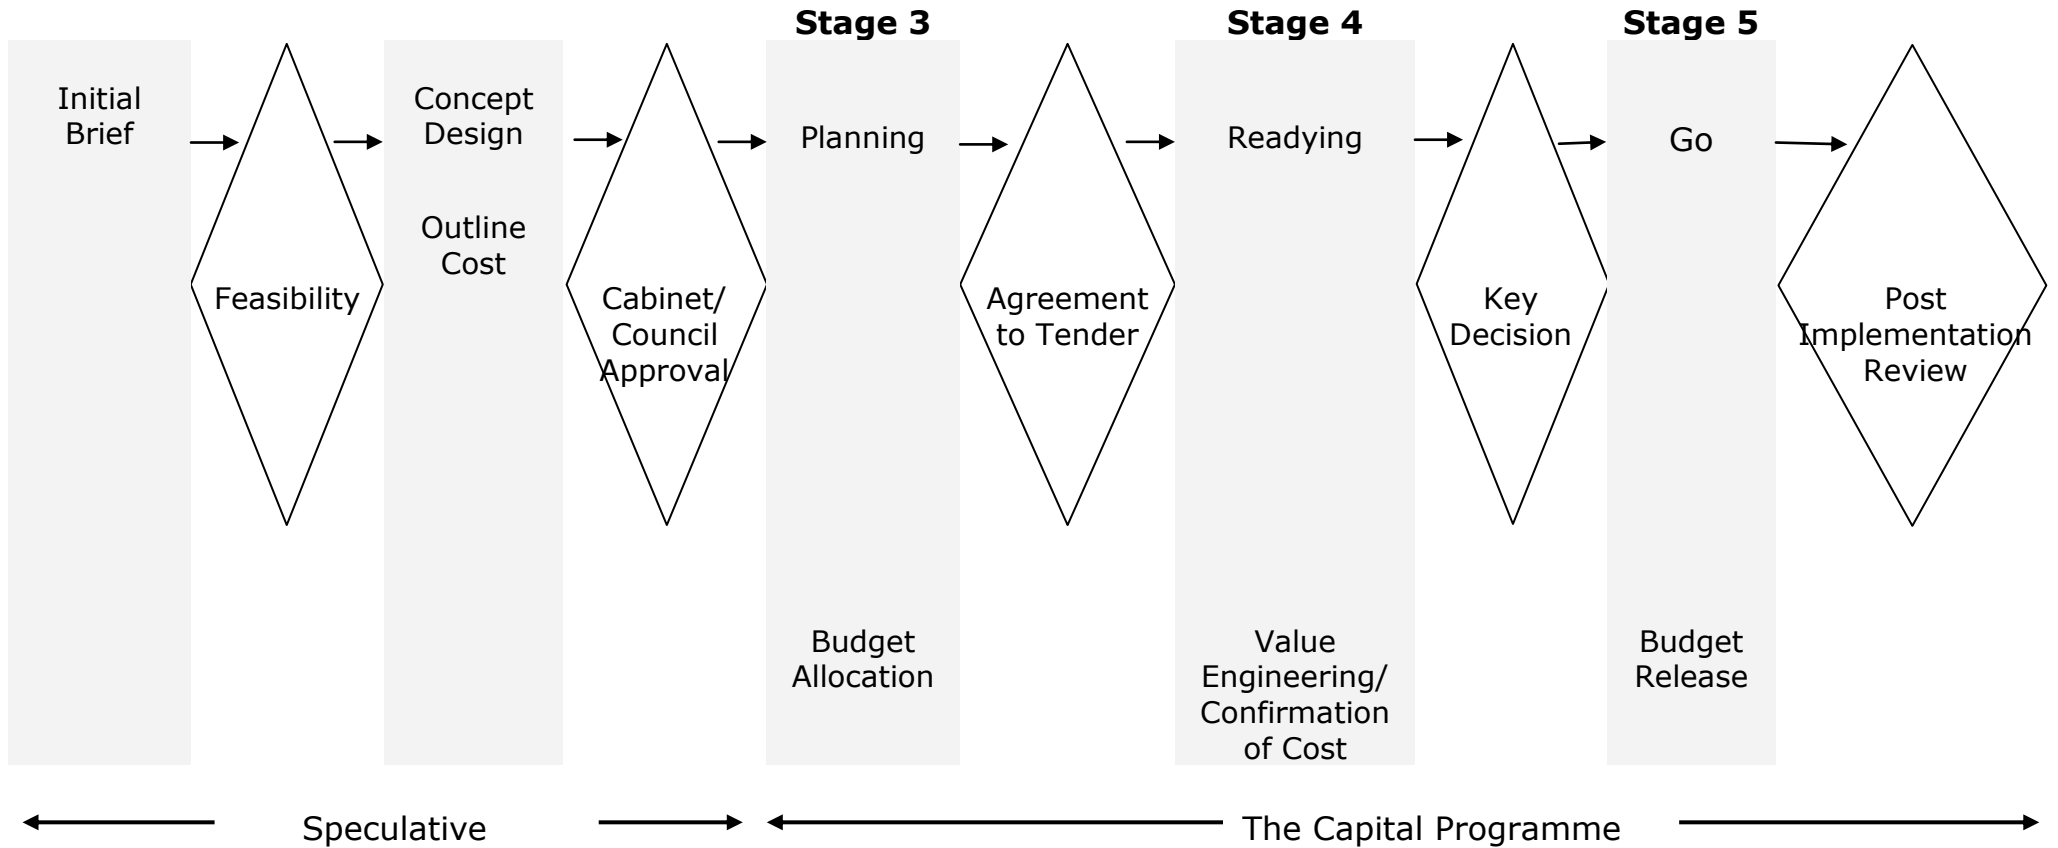 Stage 3
Stage 4
Stage 5
Initial
Brief
Feasibility
Concept
Design
Outline
Cost
Cabinet/
Council
Approval
Planning
Budget
Allocation
Agreement
to Tender
Readying
Value
Engineering/
Confirmation
of Cost
Key
Decision
Go
Budget
Release
Post
Implementation
Review
Speculative
The Capital Programme